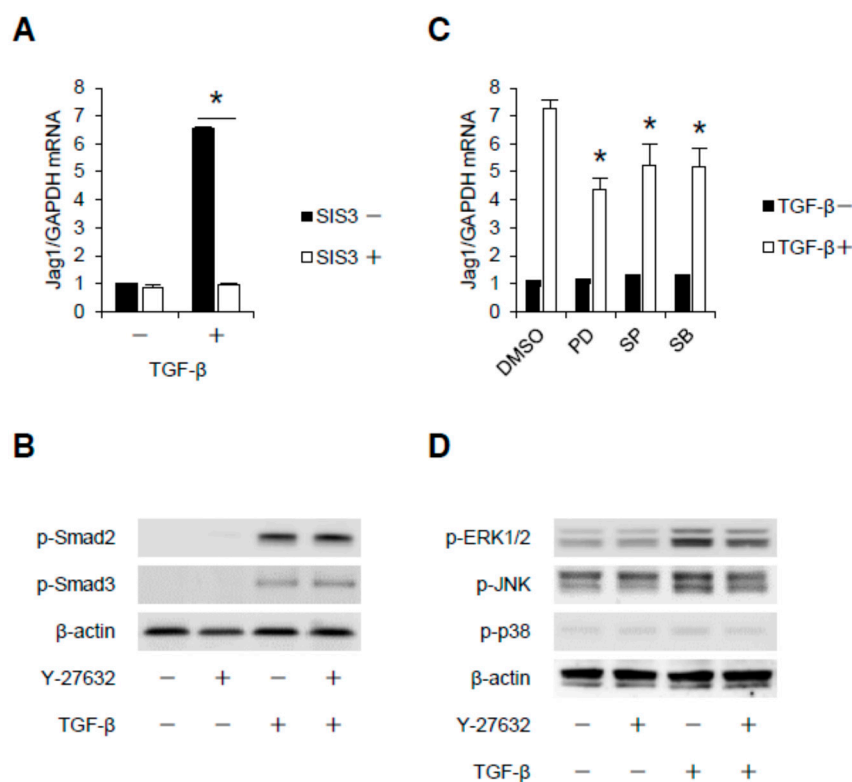 A
Jag1/GAPDH mRNA
8
7
6
5
4
3
2
1
0
*
SIS3 −
SIS3 +
− +
TGF-β
C
Jag1/GAPDH mRNA
8
7
6
5
4
3
2
1
0
* * *
TGF-β−
TGF-β+
DMSO PD SP SB
B
p-Smad2
p-Smad3
β-actin
Y-27632 − + − +
TGF-β − − + +
D
p-ERK1/2
p-JNK
p-p38
β-actin
Y-27632 − + − +
TGF-β − − + +